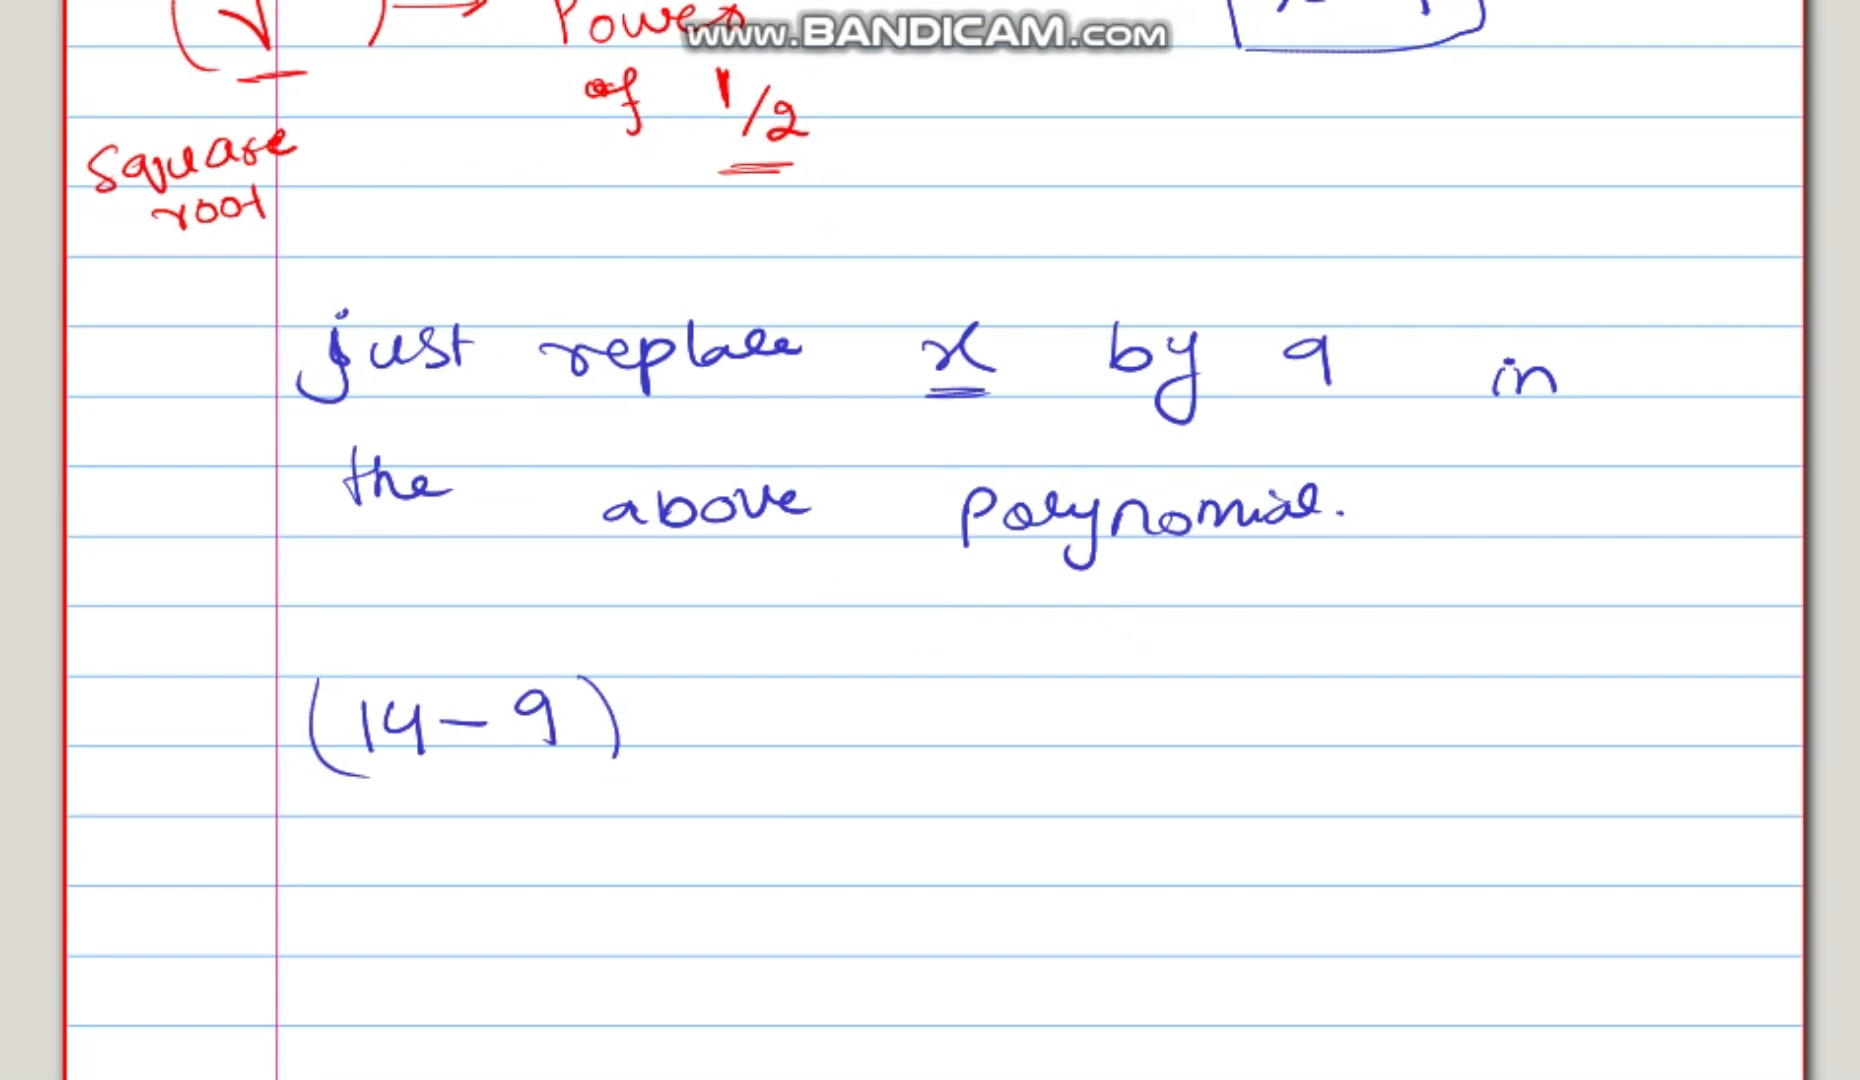 (√ ) → Power
www.BANDICAM.com
of 1/2
Square
root
just replace x by 9 in
the above polynomial.
(14-9)